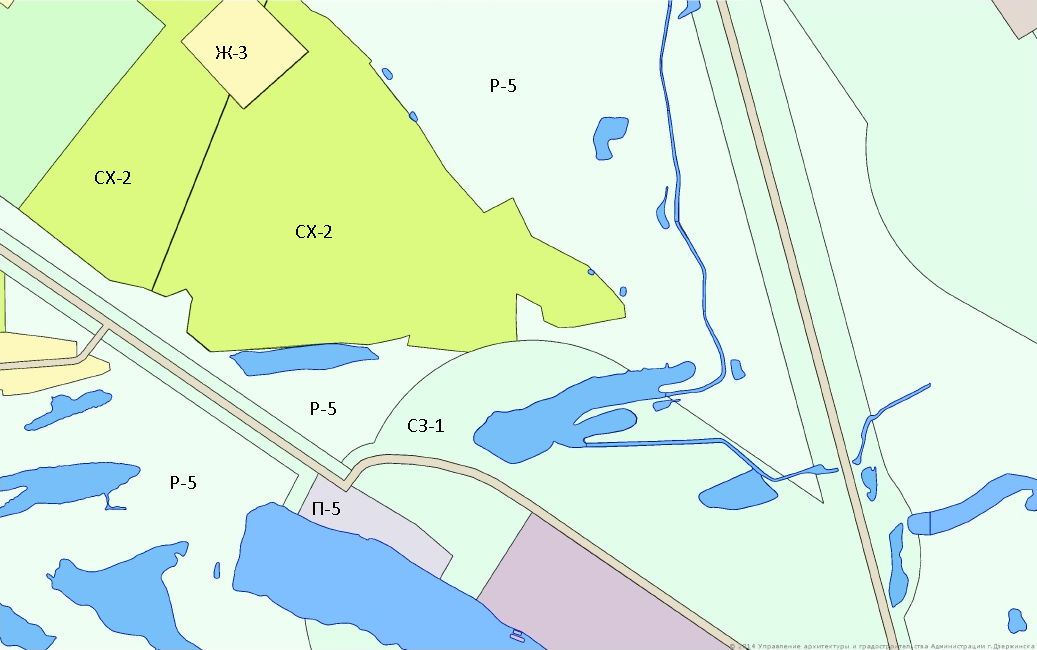 Ж-3
Р-5
СХ-2
СХ-2
Р-5
СЗ-1
Р-5
П-5
© 2014 Управление архитектуры и градостроительства Администрации г.Дзержинска